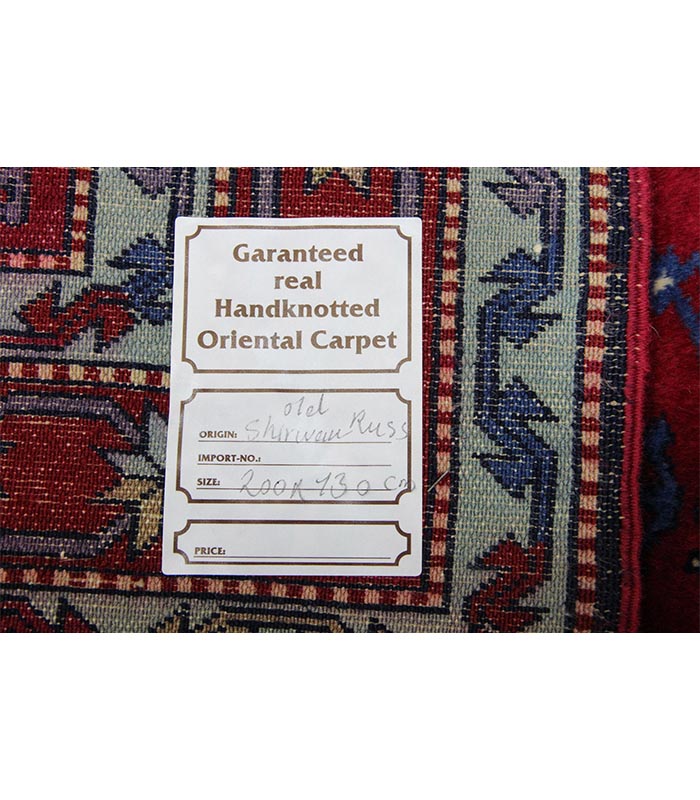 Garanteed
real
Handknotted
Oriental Carpet
old
ORIGIN: Shirwan Russ
IMPORT-NO.:
SIZE: 200x130 cm
PRICE: